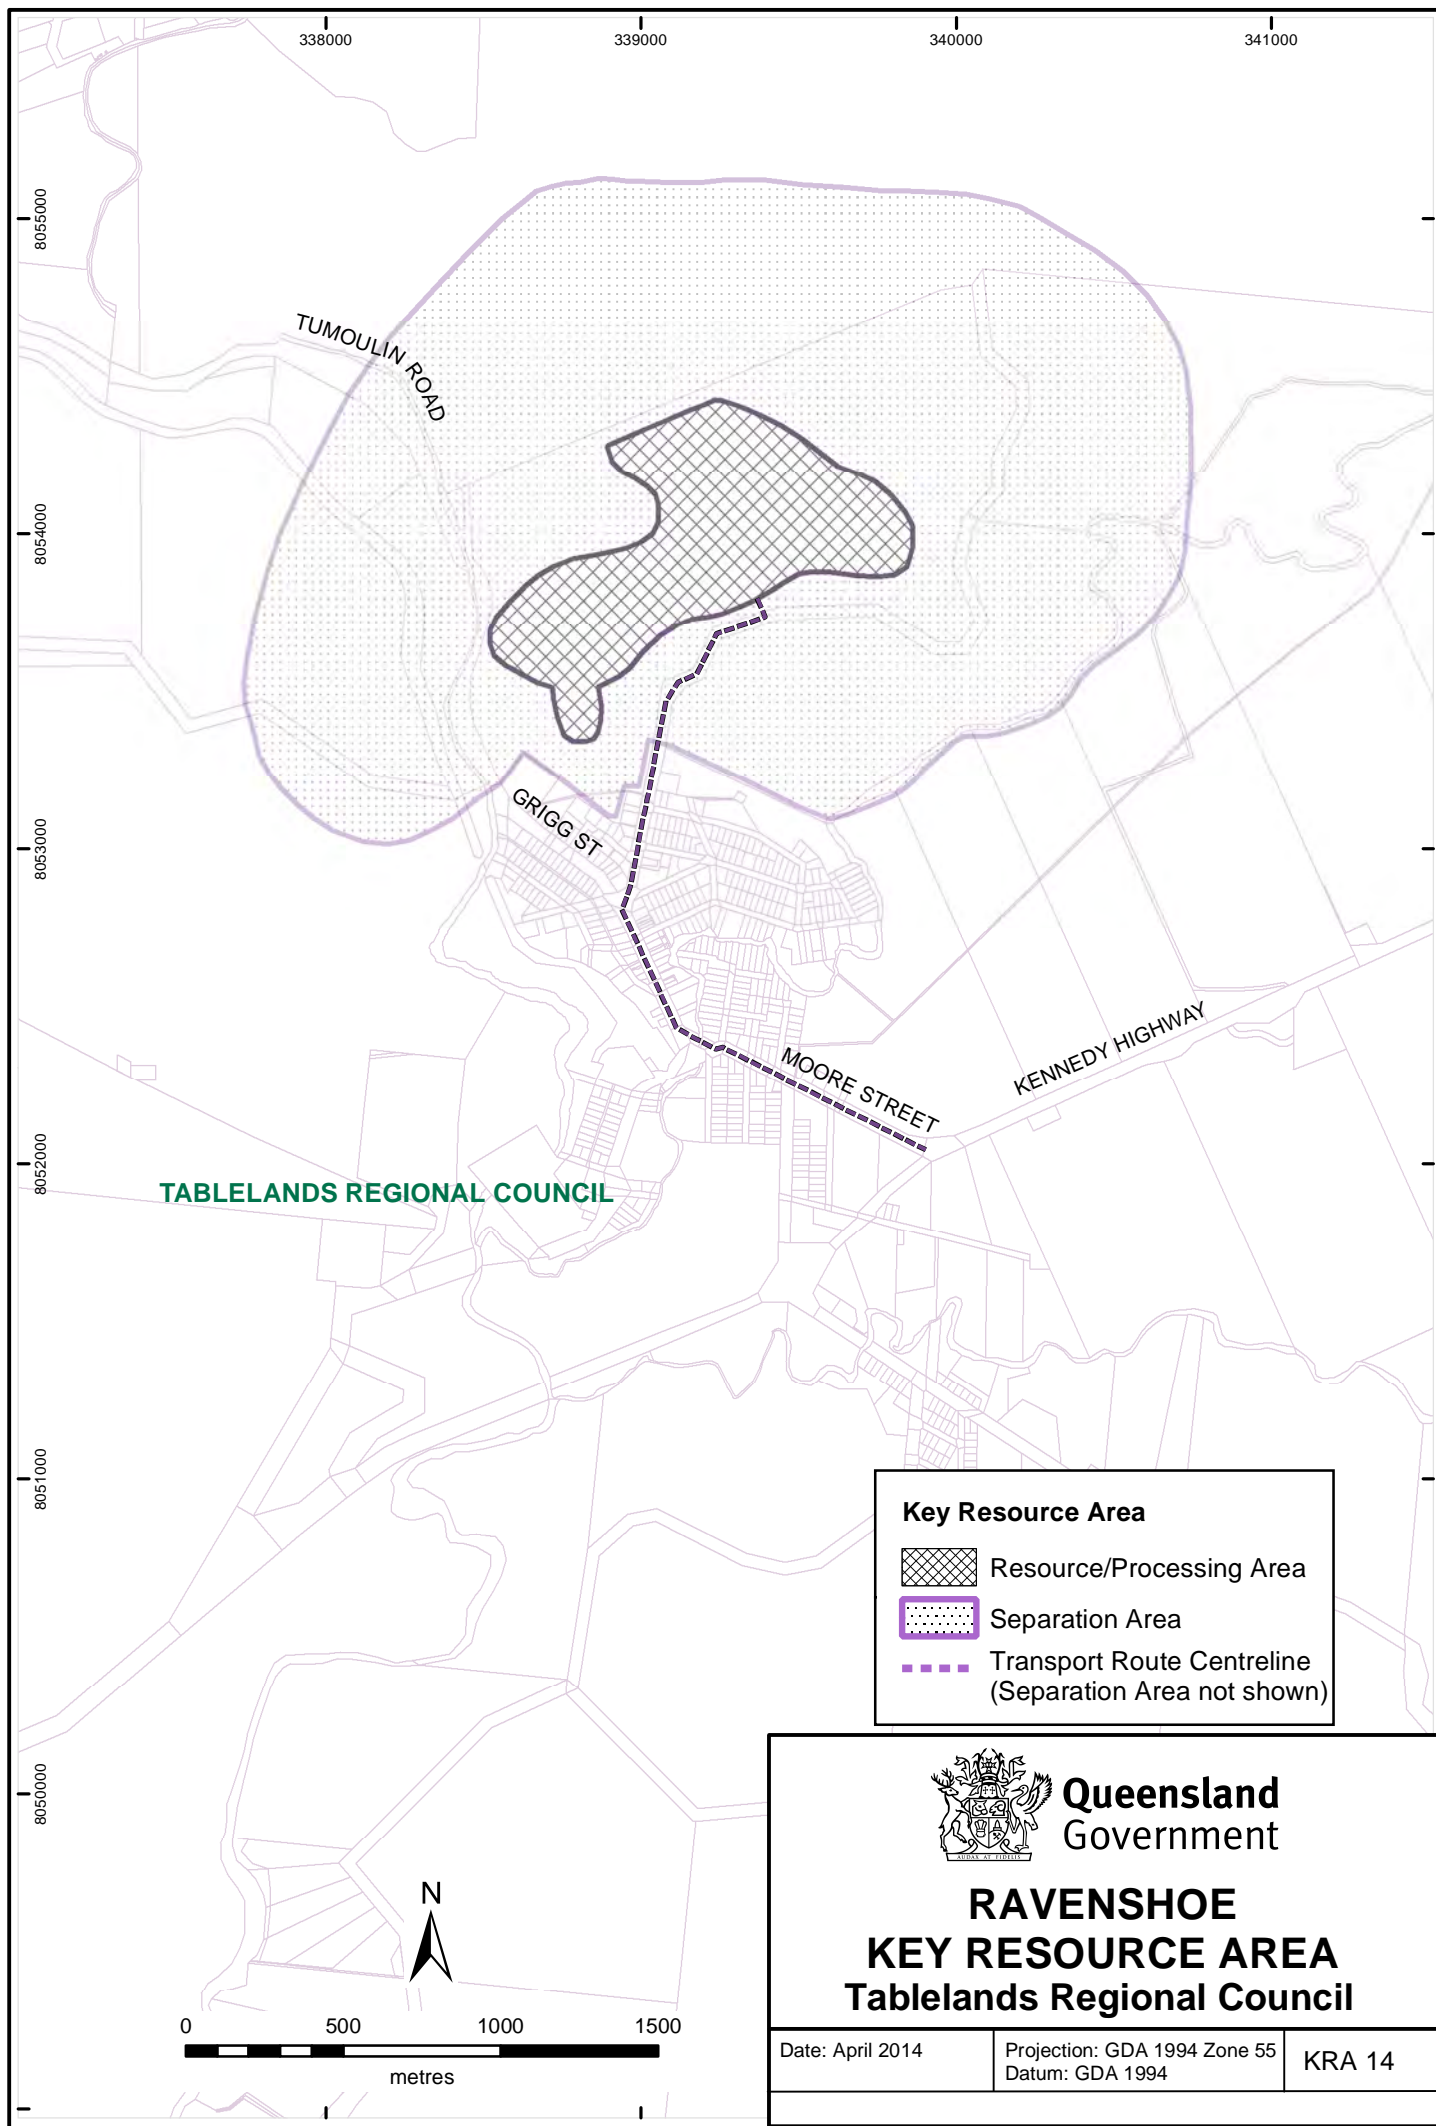 338000
339000
340000
341000
8055000
8054000
8053000
8052000
8051000
8050000
TUMOULIN ROAD
GRIGG ST
MOORE STREET
KENNEDY HIGHWAY
TABLELANDS REGIONAL COUNCIL
Key Resource Area
Resource/Processing Area
Separation Area
Transport Route Centreline
(Separation Area not shown)
AUDAX AT FIDELIS
Queensland
Government
RAVENSHOE
KEY RESOURCE AREA
Tablelands Regional Council
Date: April 2014
Projection: GDA 1994 Zone 55
Datum: GDA 1994
KRA 14
N
0 500 1000 1500
metres